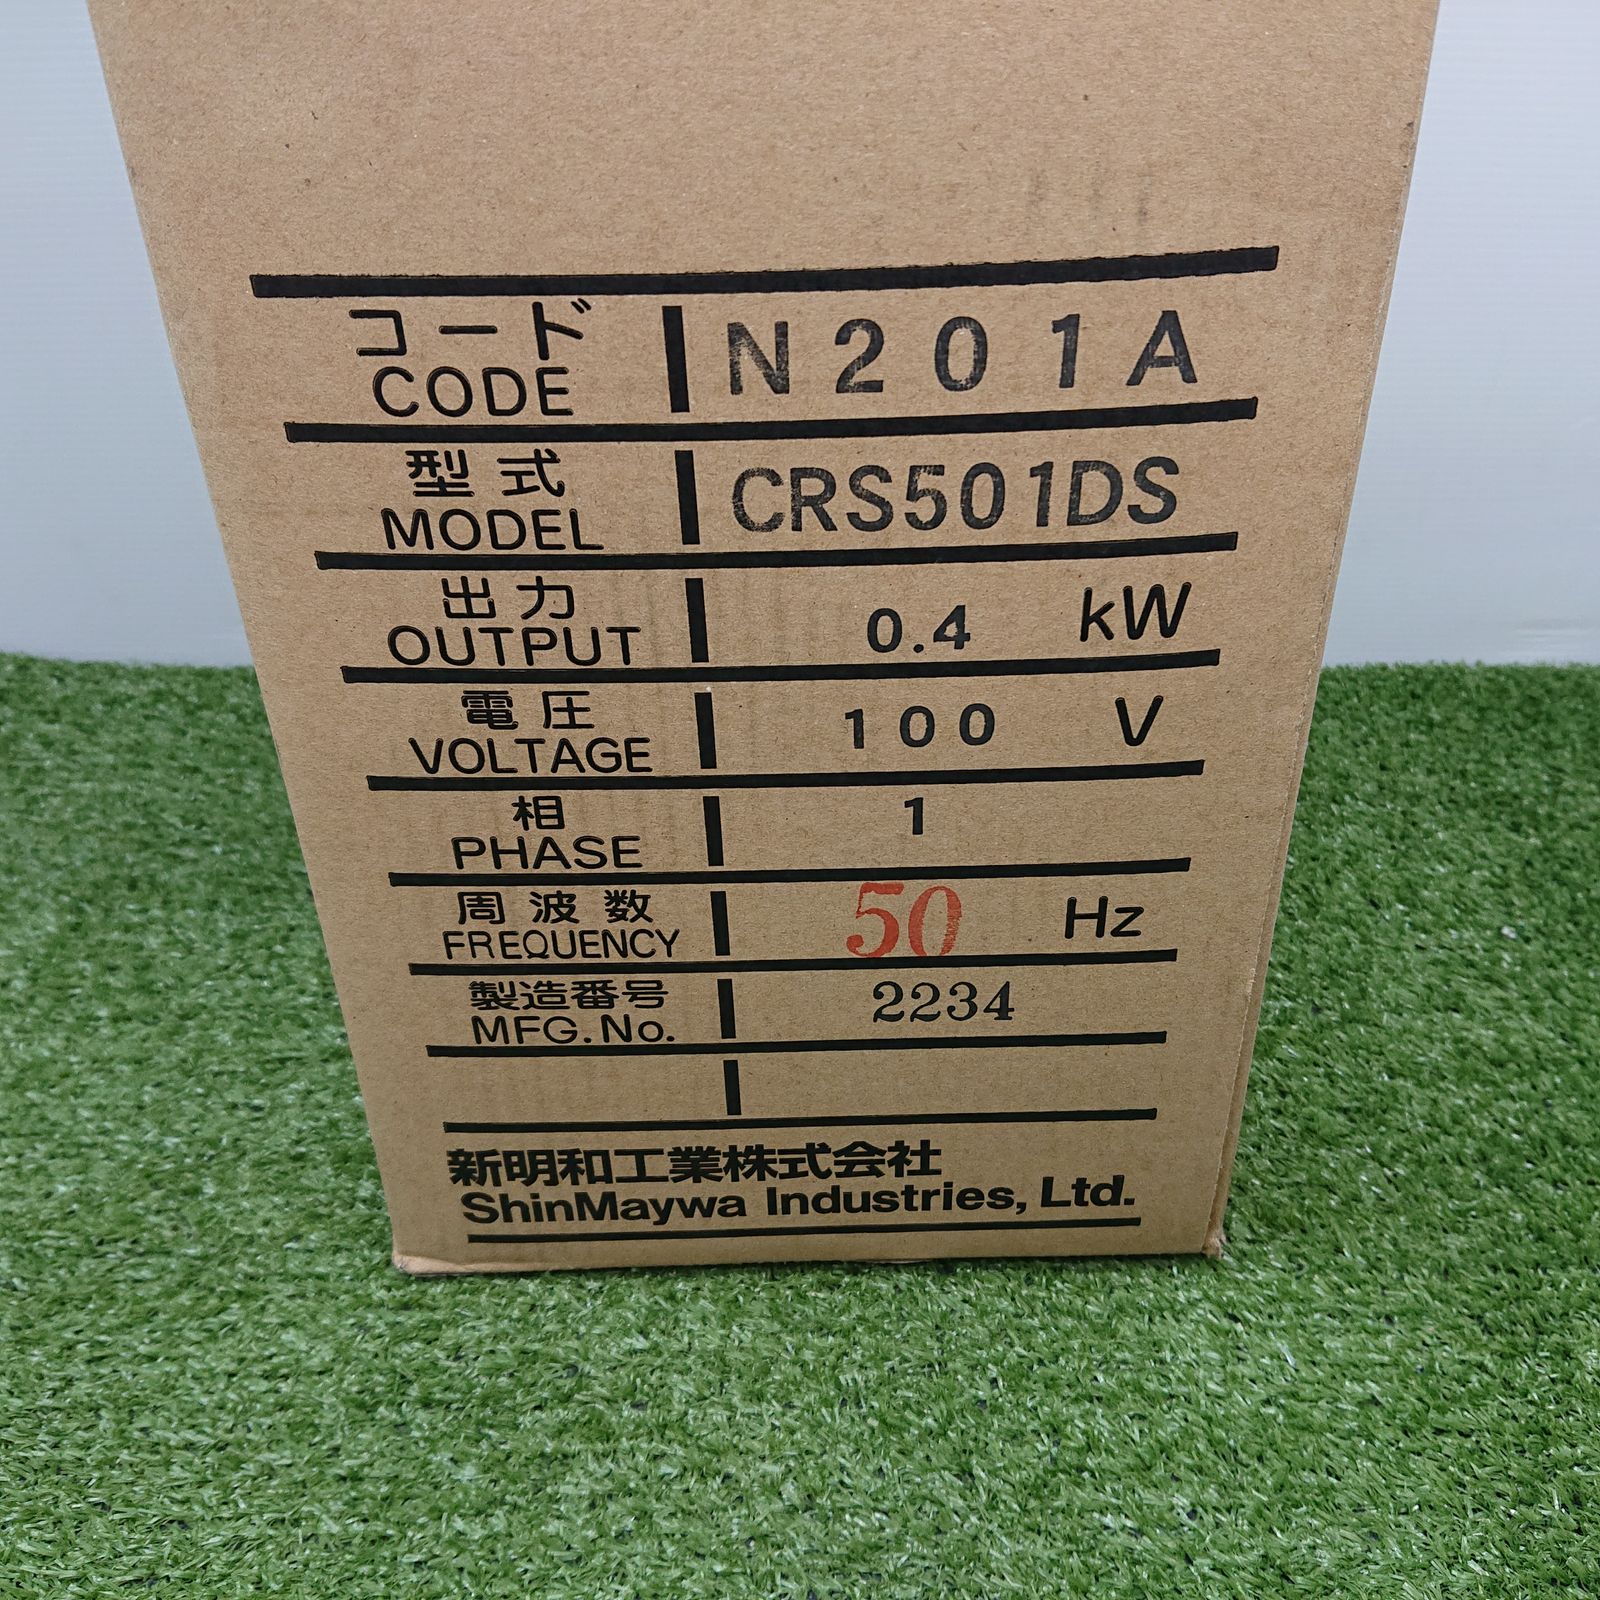 コード N201A
CODE
型式 CRS501DS
MODEL
出力 0.4 kW
OUTPUT
電圧 100 V
VOLTAGE
相 1
PHASE
周波数 50 Hz
FREQUENCY
製造番号 2234
MFG.No.
新明和工業株式会社
ShinMaywa Industries, Ltd.